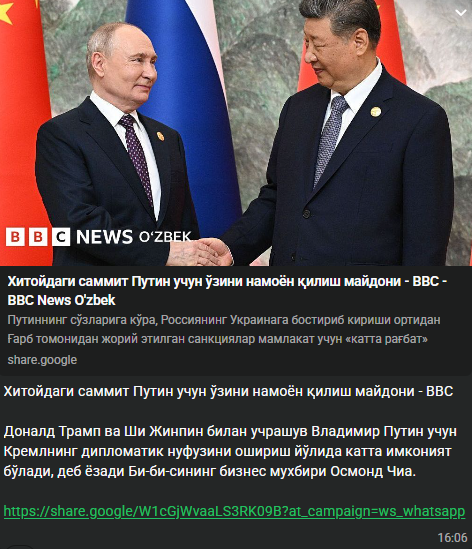 BBC NEWS O‘ZBEK
Хитойдаги саммит Путин учун ўзини намоён қилиш майдони - BBC -
BBC News O'zbek
Путиннинг сўзларига кўра, Россиянинг Украинага бостириб кириши ортидан
Ғарб томонидан жорий этилган санкциялар мамлакат учун «катта рағбат»
share.google
Хитойдаги саммит Путин учун ўзини намоён қилиш майдони - BBC
Доналд Трамп ва Ши Жинпин билан учрашув Владимир Путин учун
Кремлнинг дипломатик нуфузини ошириш йўлида катта имконият
бўлади, деб ёзади Би-би-сининг бизнес мухбири Осмонд Чиа.
https://share.google/W1cGjWvaaLS3RK09B?at_campaign=ws_whatsapp
16:06